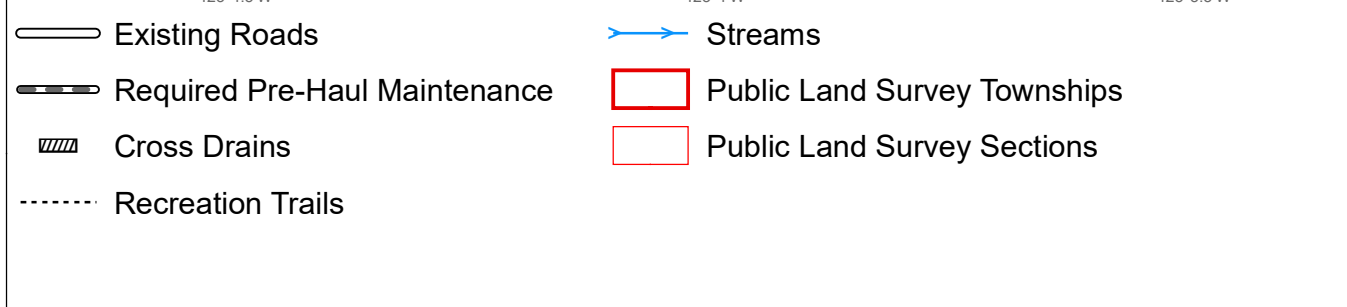 Existing Roads
Required Pre-Haul Maintenance
Cross Drains
Recreation Trails
Streams
Public Land Survey Townships
Public Land Survey Sections